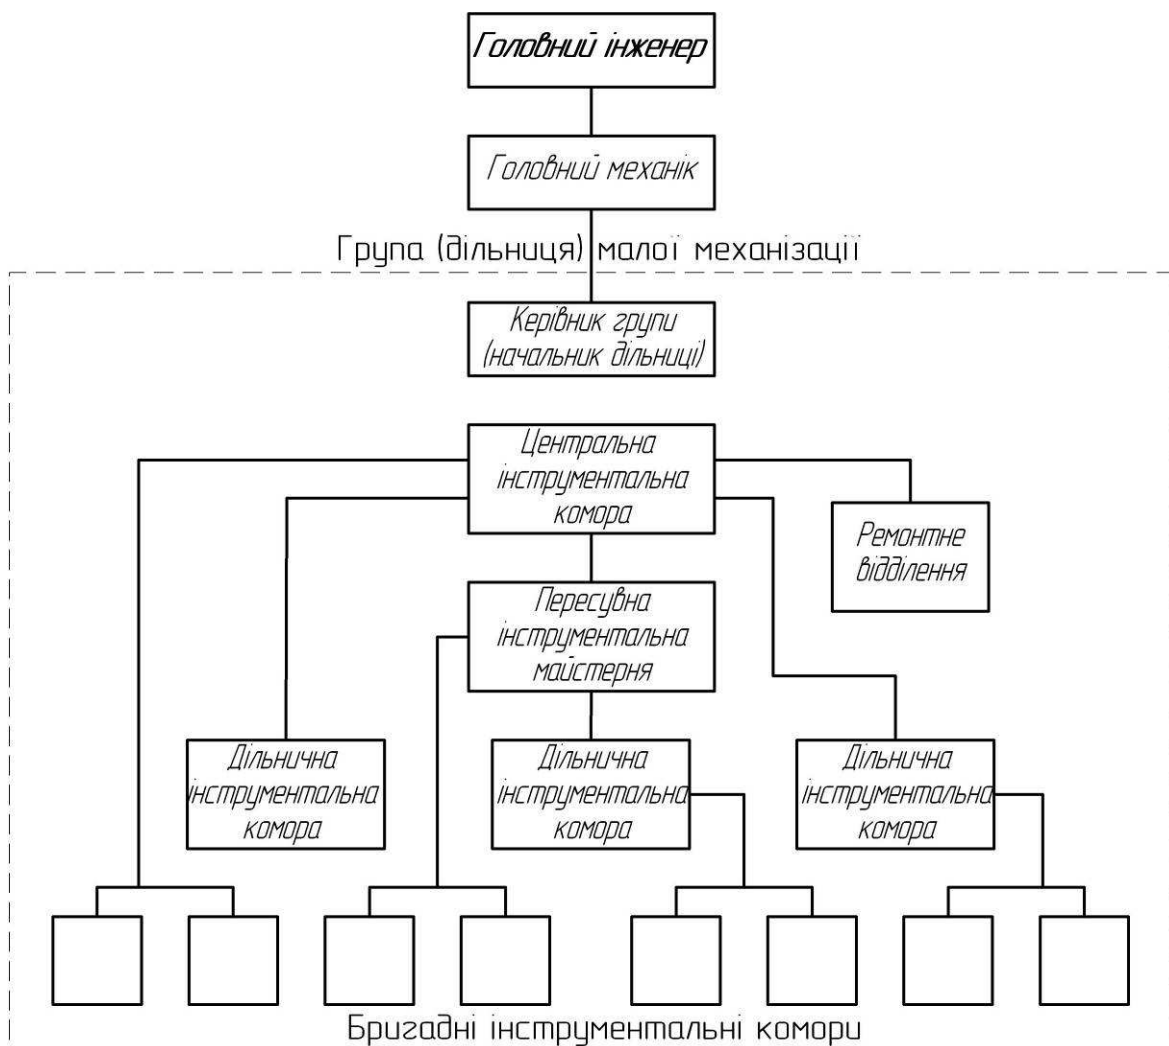 Головний інженер
Головний механік
Група (дільниця) малої механізації
Керівник групи
(начальник дільниці)
Центральна
інструментальна
комора
Ремонтне
відділення
Пересувна
інструментальна
майстерня
Дільнична
інструментальна
комора
Дільнична
інструментальна
комора
Дільнична
інструментальна
комора
Бригадні інструментальні комори